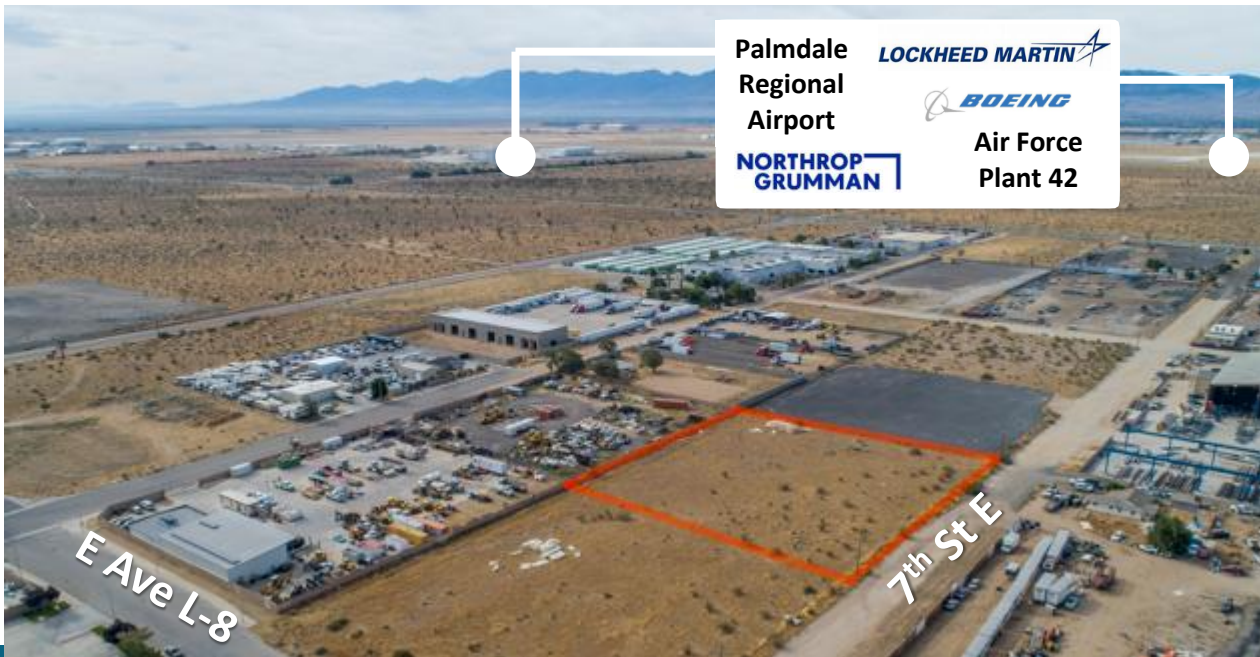 Palmdale
Regional
Airport
LOCKHEED MARTIN
BOEING
NORTHROP
GRUMMAN
Air Force
Plant 42
E Ave L-8
7th St E